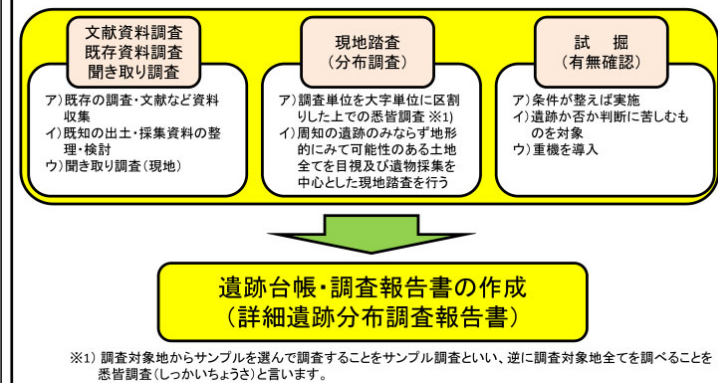 文献資料調査
既存資料調査
聞き取り調査
ア)既存の調査・文献など資料
収集
イ)既知の出土・採集資料の整
理・検討
ウ)聞き取り調査(現地)
現地踏査
(分布調査)
ア)調査単位を大字単位に区割
りした上での悉皆調査 ※1)
イ)周知の遺跡のみならず地形
的にみて可能性のある土地
全てを目視及び遺物採集を
中心とした現地踏査を行う
試 掘
(有無確認)
ア)条件が整えば実施
イ)遺跡か否か判断に苦しむも
のを対象
ウ)重機を導入
遺跡台帳・調査報告書の作成
(詳細遺跡分布調査報告書)
※1) 調査対象地からサンプルを選んで調査することをサンプル調査といい、逆に調査対象地全てを調べることを
悉皆調査(しっかいちょうさ)と言います。